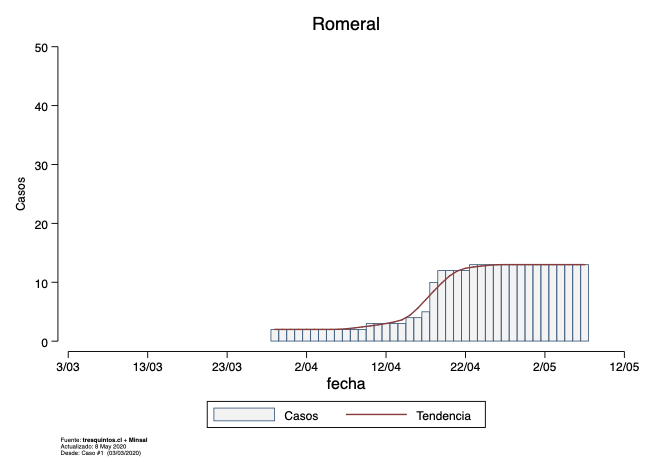 Romeral
50
40
30
20
10
0
Casos
3/03 13/03 23/03 2/04 12/04 22/04 2/05 12/05
fecha
Casos Tendencia
Fuente: tresquintos.cl + Minsal
Actualizado: 8 May 2020
Desde: Caso #1 (03/03/2020)